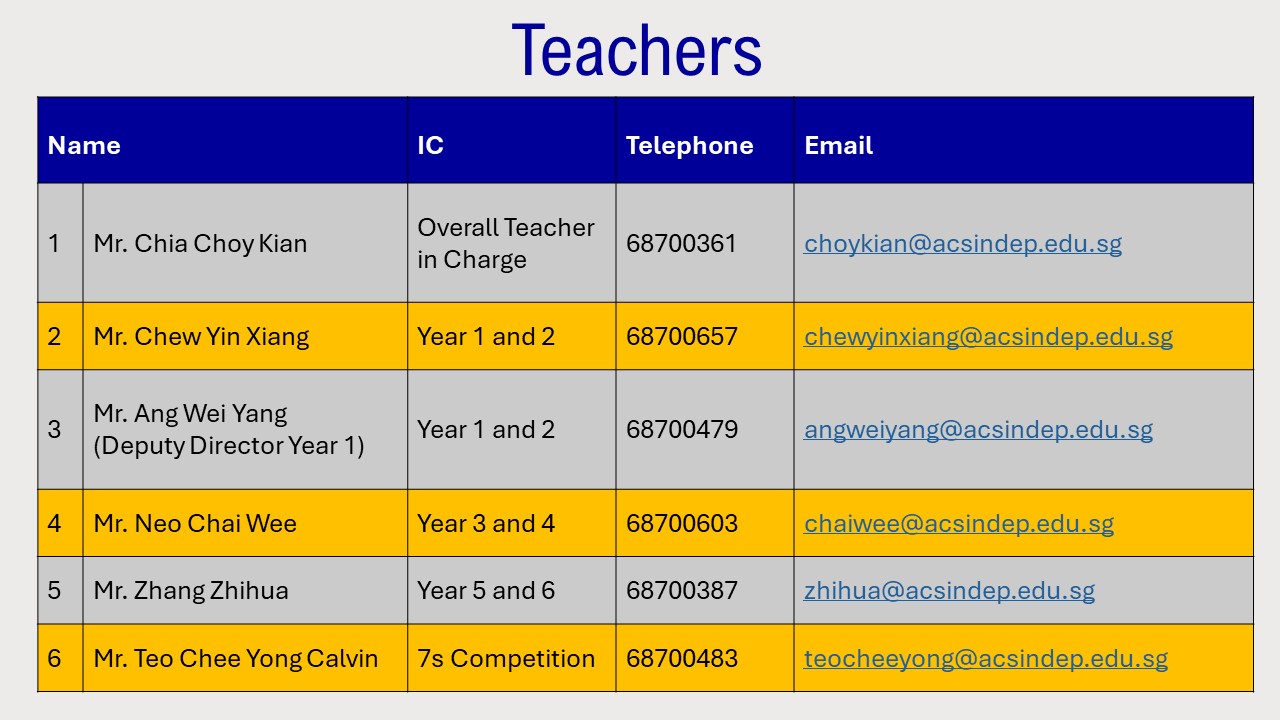 Teachers
Name IC Telephone Email
1 Mr. Chia Choy Kian Overall Teacher in Charge 68700361 choykian@acsindep.edu.sg
2 Mr. Chew Yin Xiang Year 1 and 2 68700657 chewyinxiang@acsindep.edu.sg
3 Mr. Ang Wei Yang (Deputy Director Year 1) Year 1 and 2 68700479 angweiyang@acsindep.edu.sg
4 Mr. Neo Chai Wee Year 3 and 4 68700603 chaiwee@acsindep.edu.sg
5 Mr. Zhang Zhihua Year 5 and 6 68700387 zhihua@acsindep.edu.sg
6 Mr. Teo Chee Yong Calvin 7s Competition 68700483 teocheeyong@acsindep.edu.sg